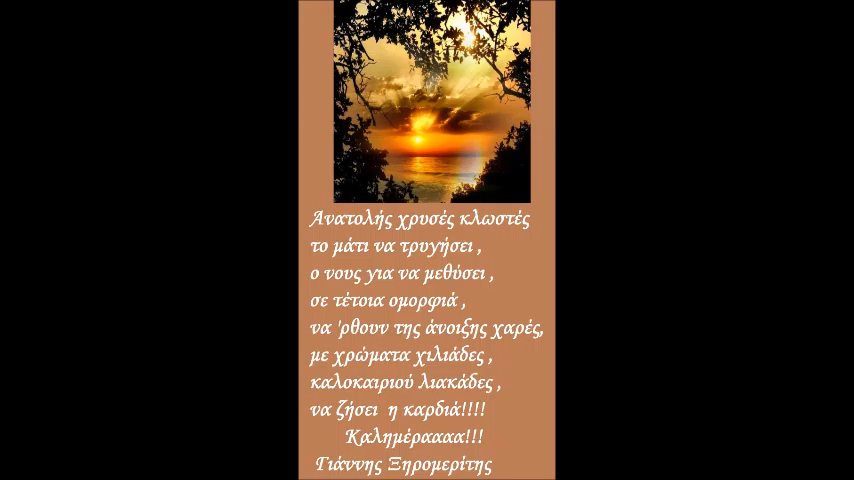 Ανατολής χρυσές κλωστές
το μάτι να τρυγήσει ,
ο νους για να μεθύσει ,
σε τέτοια ομορφιά ,
να 'ρθουν της άνοιξης χαρές,
με χρώματα χιλιάδες ,
καλοκαιριού λιακάδες ,
να ζήσει η καρδιά!!!!
Καλημέραααα!!!
Γιάννης Ξηρομερίτης